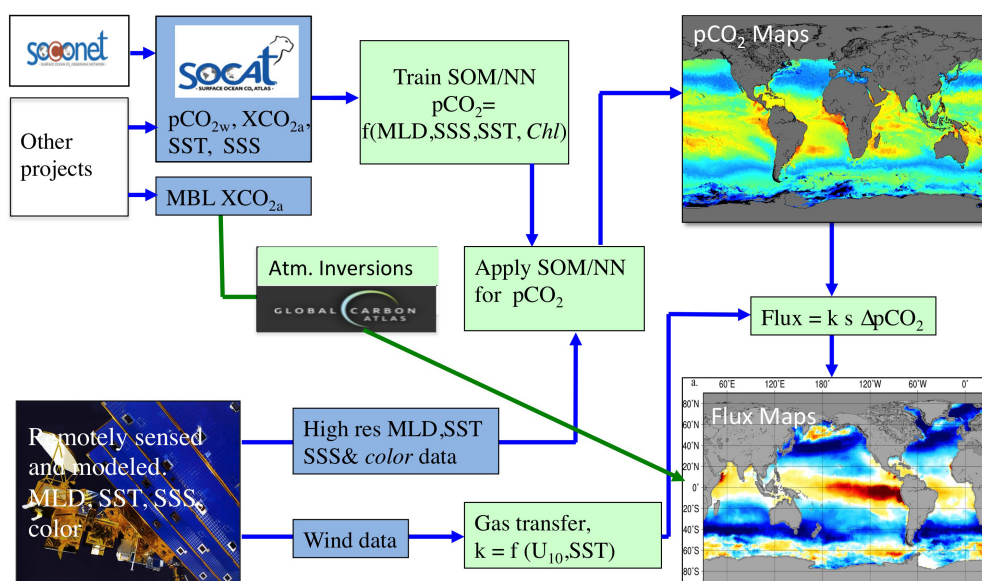 soconet
SURFACE OCEAN CO₂ OBSERVING NETWORK
SOCAT
SURFACE OCEAN CO₂ ATLAS
pCO₂w, XCO₂a,
SST, SSS
Other
projects
MBL XCO₂a
Train SOM/NN
pCO₂=
f(MLD,SSS,SST, Chl)
pCO₂ Maps
Atm. Inversions
GLOBAL CARBON
ATLAS
Apply SOM/NN
for pCO₂
Flux = k s ΔpCO₂
Remotely sensed
and modeled.
MLD, SST, SSS,
color
High res MLD,SST
SSS& color data
Wind data
Gas transfer,
k = f (U₁₀,SST)
a.
60°E 120°E 180° 120°W 60°W 0°
Flux Maps
80°N
60°N
40°N
20°N
0°
20°S
40°S
60°S
80°S